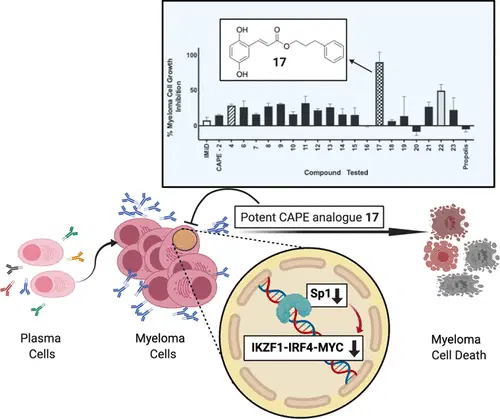 OH
O
O
OH
17
% Myeloma Cell Growth
Inhibition
100
50
0
IMiD
CAPE - 2
4
6
7
8
9
10
11
12
13
14
15
16
17
18
19
20
21
22
23
Propolis
Compound Tested
Potent CAPE analogue 17
Sp1
IKZF1-IRF4-MYC
Plasma
Cells
Myeloma
Cells
Myeloma
Cell Death